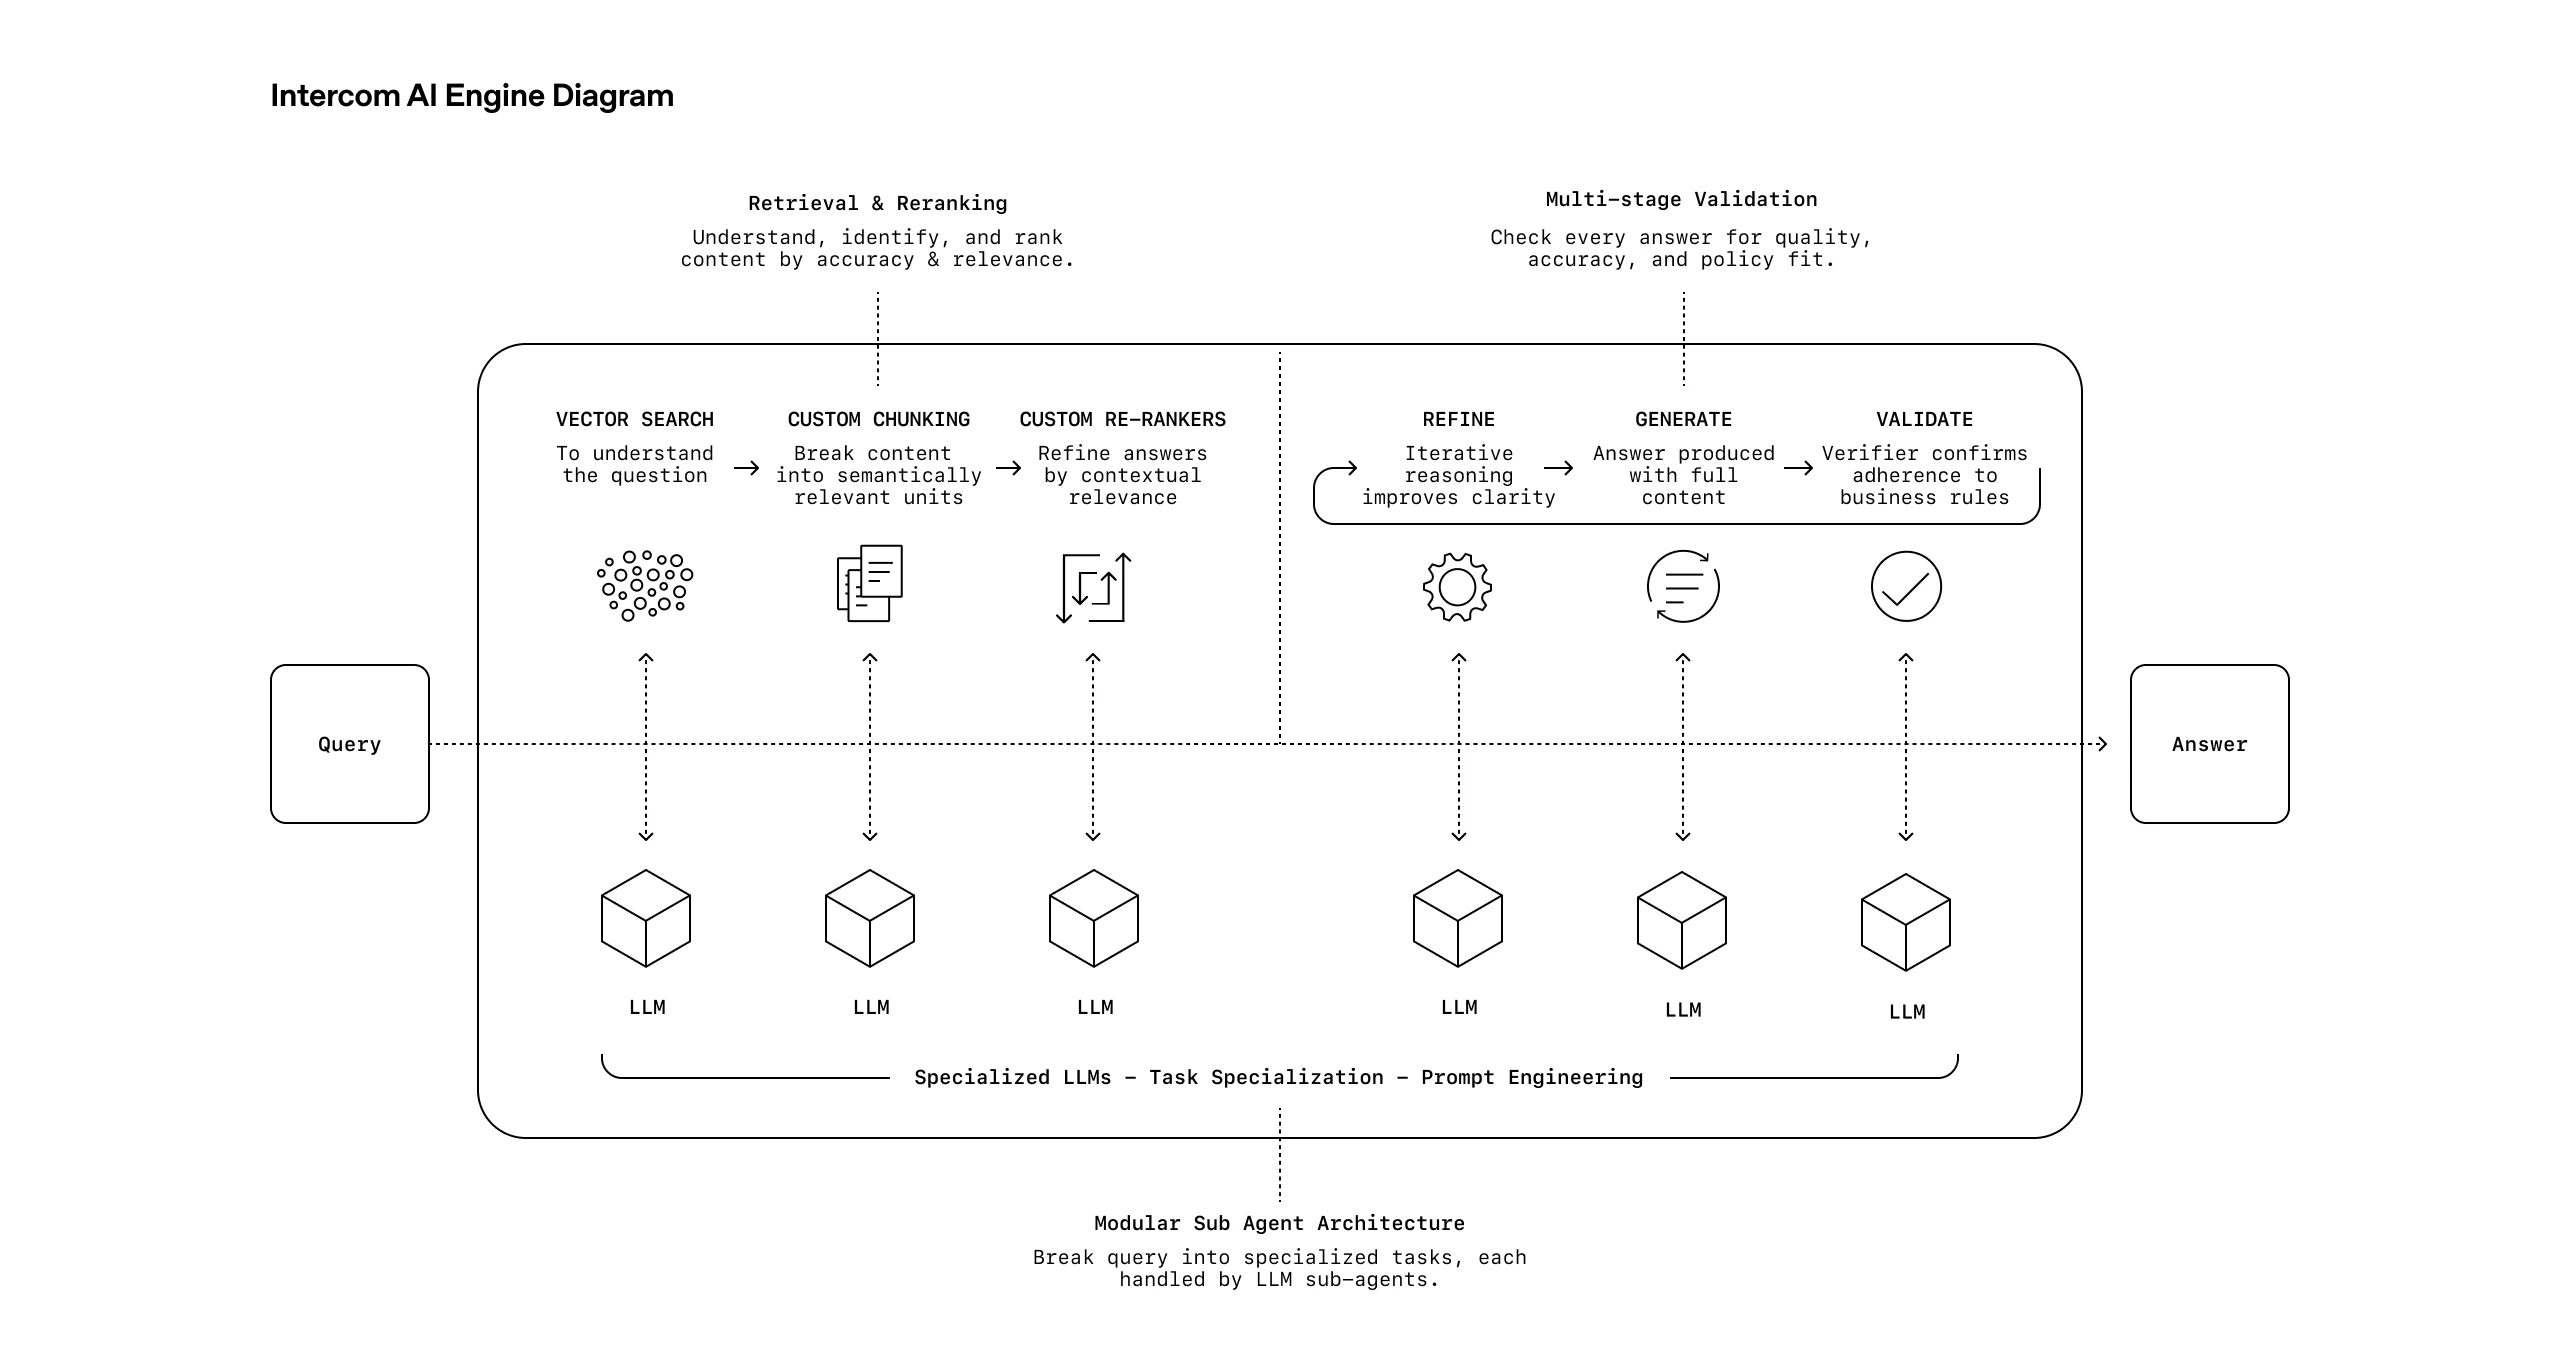 Intercom AI Engine Diagram
Retrieval & Reranking
Understand, identify, and rank
content by accuracy & relevance.
Multi-stage Validation
Check every answer for quality,
accuracy, and policy fit.
VECTOR SEARCH
To understand
the question
CUSTOM CHUNKING
Break content
into semantically
relevant units
CUSTOM RE-RANKERS
Refine answers
by contextual
relevance
REFINE
Iterative
reasoning
improves clarity
GENERATE
Answer produced
with full
content
VALIDATE
Verifier confirms
adherence to
business rules
Query
Answer
LLM
LLM
LLM
LLM
LLM
LLM
Specialized LLMs - Task Specialization - Prompt Engineering
Modular Sub Agent Architecture
Break query into specialized tasks, each
handled by LLM sub-agents.